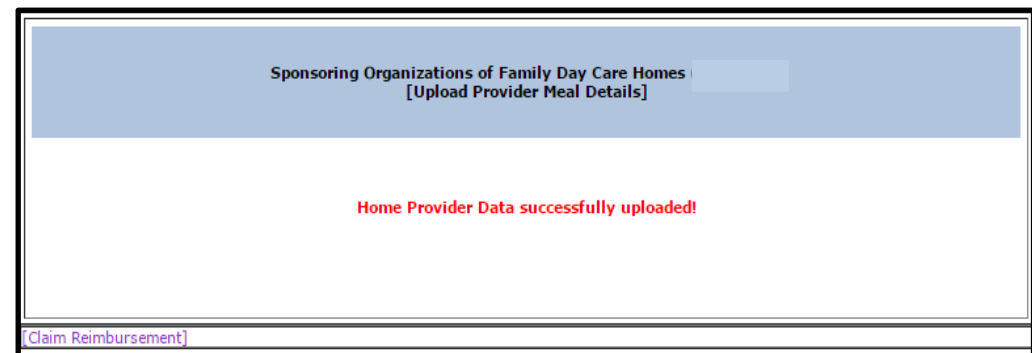 Sponsoring Organizations of Family Day Care Homes
[Upload Provider Meal Details]
Home Provider Data successfully uploaded!
[Claim Reimbursement]